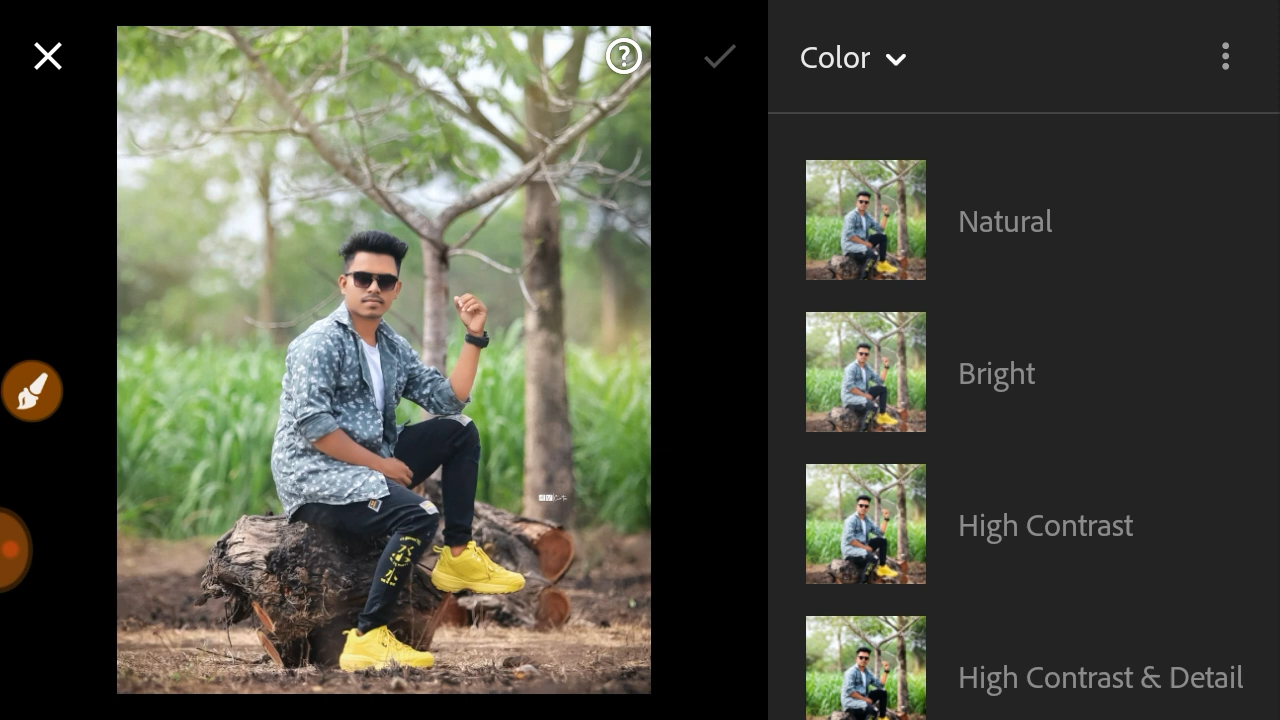 Color
Natural
Bright
High Contrast
High Contrast & Detail